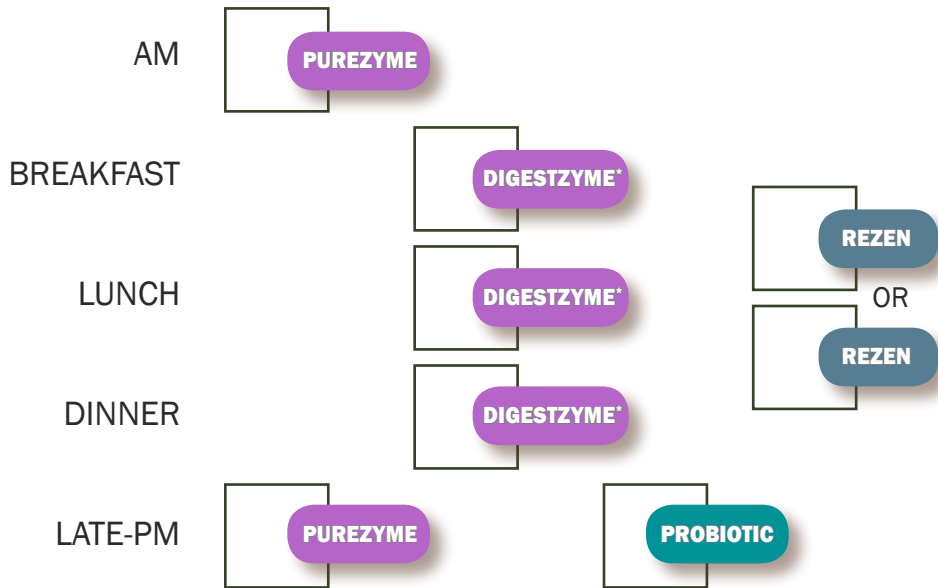 AM
PUREZYME
BREAKFAST
DIGESTZYME*
REZEN
LUNCH
DIGESTZYME*
OR
REZEN
DINNER
DIGESTZYME*
LATE-PM
PUREZYME
PROBIOTIC